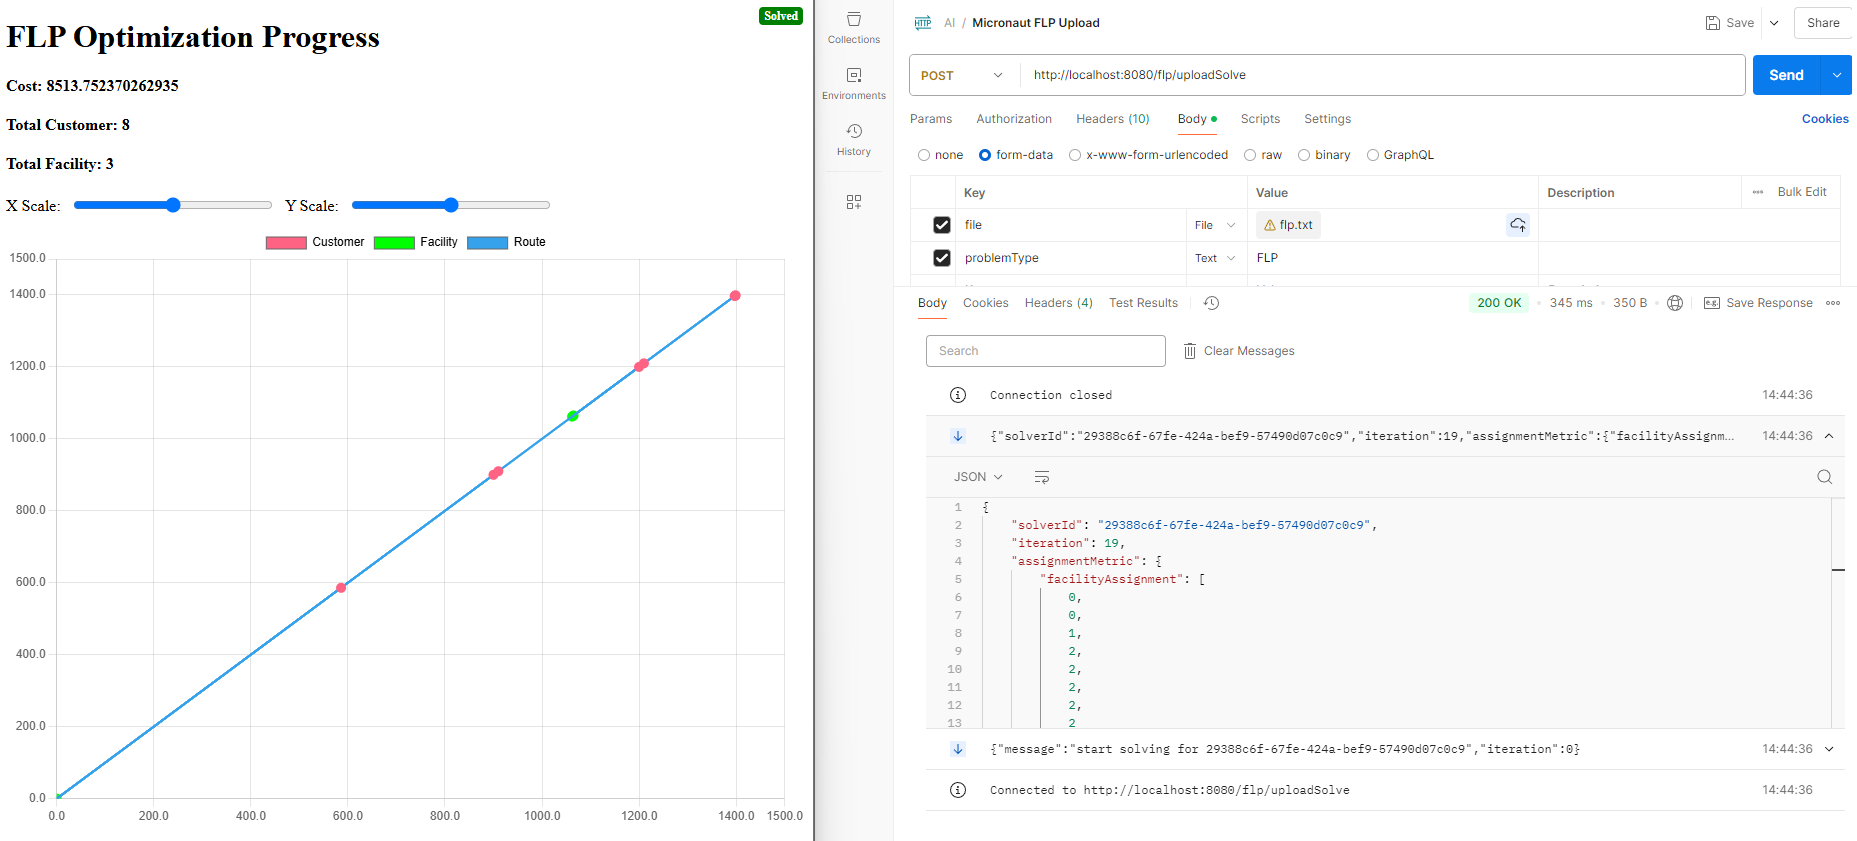 Solved
FLP Optimization Progress
Cost: 8513.752370262935
Total Customer: 8
Total Facility: 3
X Scale: Y Scale:
Customer Facility Route
1500.0
1400.0
1200.0
1000.0
800.0
600.0
400.0
200.0
0.0
0.0 200.0 400.0 600.0 800.0 1000.0 1200.0 1400.0 1500.0
Collections
Environments
History
HTTP AI / Micronaut FLP Upload Save Share
POST http://localhost:8080/flp/uploadSolve Send
Params Authorization Headers (10) Body Scripts Settings Cookies
none form-data x-www-form-urlencoded raw binary GraphQL
Key Value Description Bulk Edit
file File flp.txt
problemType Text FLP
Body Cookies Headers (4) Test Results 200 OK 345 ms 350 B e.g. Save Response
Search Clear Messages
Connection closed 14:44:36
{"solverId":"29388c6f-67fe-424a-bef9-57490d07c0c9","iteration":19,"assignmentMetric":{"facilityAssignm... 14:44:36
JSON
1 {
2 "solverId": "29388c6f-67fe-424a-bef9-57490d07c0c9",
3 "iteration": 19,
4 "assignmentMetric": {
5 "facilityAssignment": [
6 0,
7 0,
8 1,
9 2,
10 2,
11 2,
12 2,
13 2
{"message":"start solving for 29388c6f-67fe-424a-bef9-57490d07c0c9","iteration":0} 14:44:36
Connected to http://localhost:8080/flp/uploadSolve 14:44:36